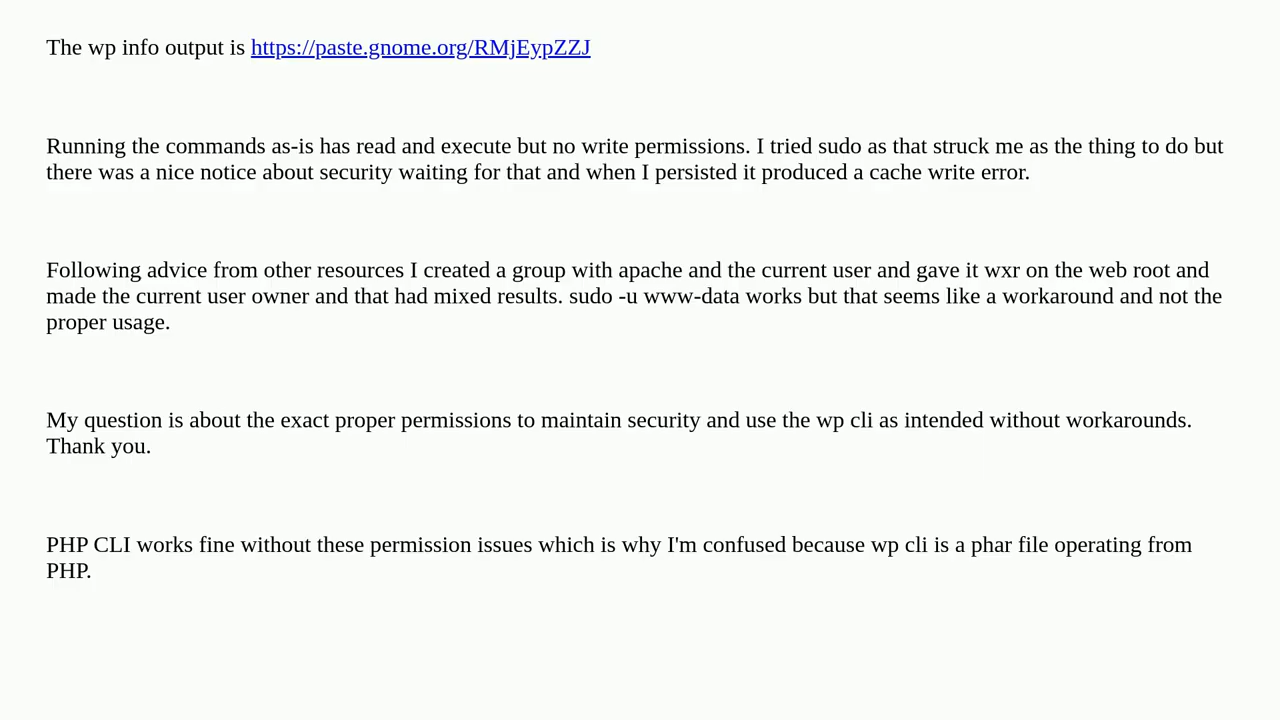 The wp info output is https://paste.gnome.org/RMjEypZZJ
Running the commands as-is has read and execute but no write permissions. I tried sudo as that struck me as the thing to do but
there was a nice notice about security waiting for that and when I persisted it produced a cache write error.
Following advice from other resources I created a group with apache and the current user and gave it wxr on the web root and
made the current user owner and that had mixed results. sudo -u www-data works but that seems like a workaround and not the
proper usage.
My question is about the exact proper permissions to maintain security and use the wp cli as intended without workarounds.
Thank you.
PHP CLI works fine without these permission issues which is why I'm confused because wp cli is a phar file operating from
PHP.